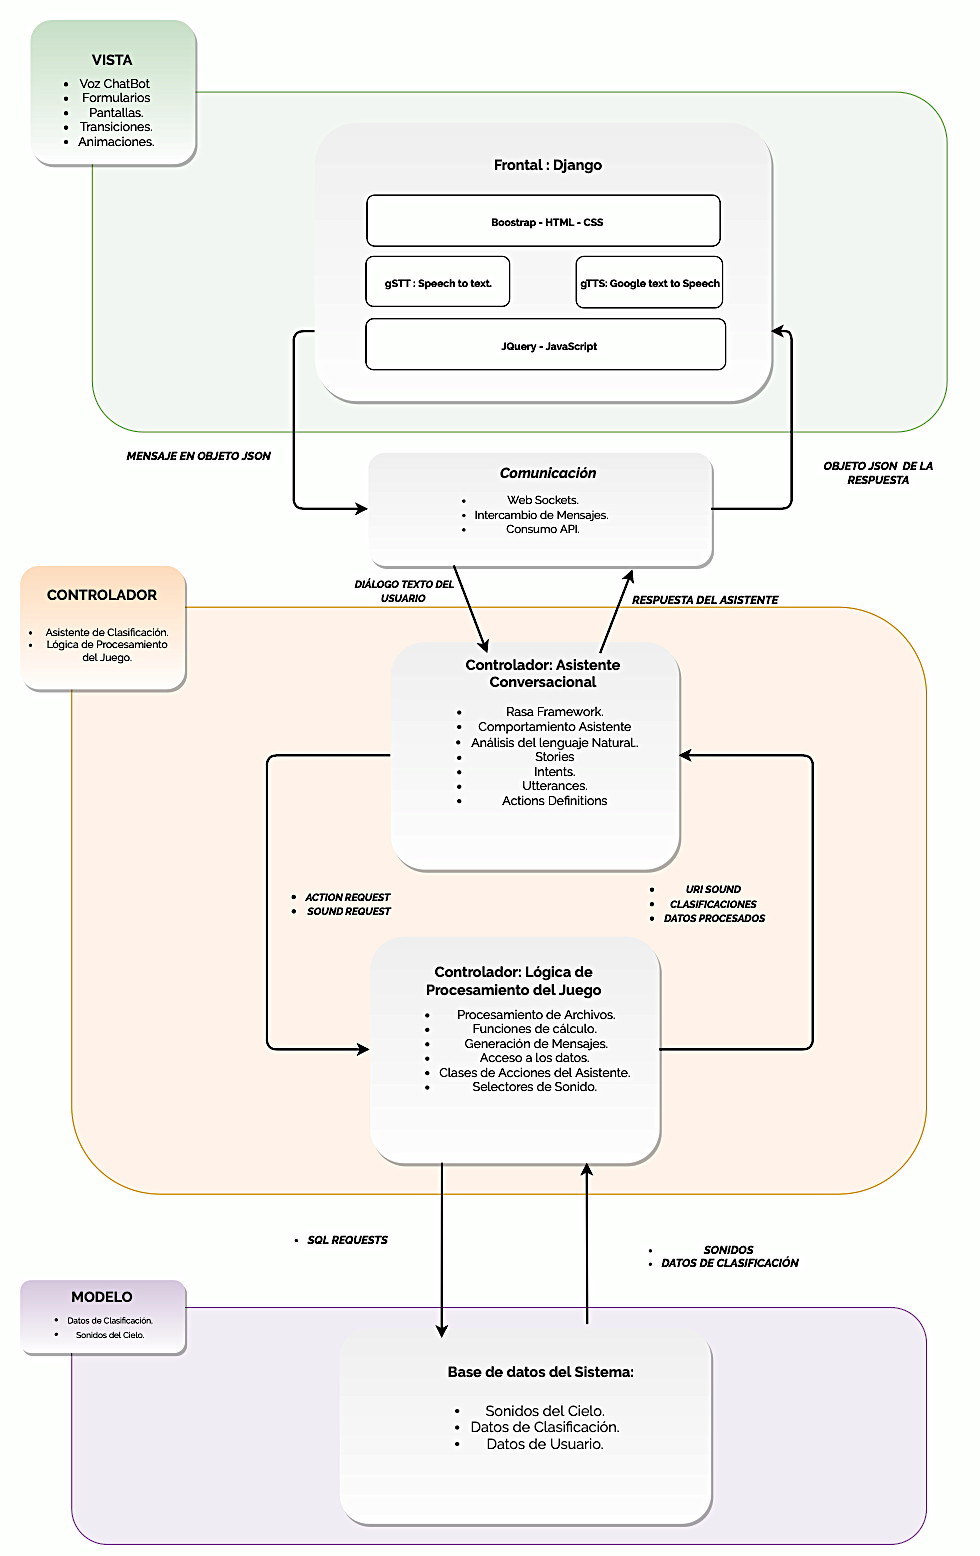 VISTA
• Voz ChatBot
• Formularios
• Pantallas.
• Transiciones.
• Animaciones.
Frontal : Django
Boostrap - HTML - CSS
gSTT : Speech to text.
gTTS: Google text to Speech
JQuery - JavaScript
MENSAJE EN OBJETO JSON
OBJETO JSON DE LA
RESPUESTA
Comunicación
• Web Sockets.
• Intercambio de Mensajes.
• Consumo API.
DIÁLOGO TEXTO DEL
USUARIO
RESPUESTA DEL ASISTENTE
CONTROLADOR
• Asistente de Clasificación.
• Lógica de Procesamiento
del Juego.
Controlador: Asistente
Conversacional
• Rasa Framework.
• Comportamiento Asistente
• Análisis del lenguaje Natural..
• Stories
• Intents.
• Utterances.
• Actions Definitions
• ACTION REQUEST
• SOUND REQUEST
• URI SOUND
• CLASIFICACIONES
• DATOS PROCESADOS
Controlador: Lógica de
Procesamiento del Juego
• Procesamiento de Archivos.
• Funciones de cálculo.
• Generación de Mensajes.
• Acceso a los datos.
• Clases de Acciones del Asistente.
• Selectores de Sonido.
• SQL REQUESTS
• SONIDOS
• DATOS DE CLASIFICACIÓN
MODELO
• Datos de Clasificación.
• Sonidos del Cielo.
Base de datos del Sistema:
• Sonidos del Cielo.
• Datos de Clasificación.
• Datos de Usuario.